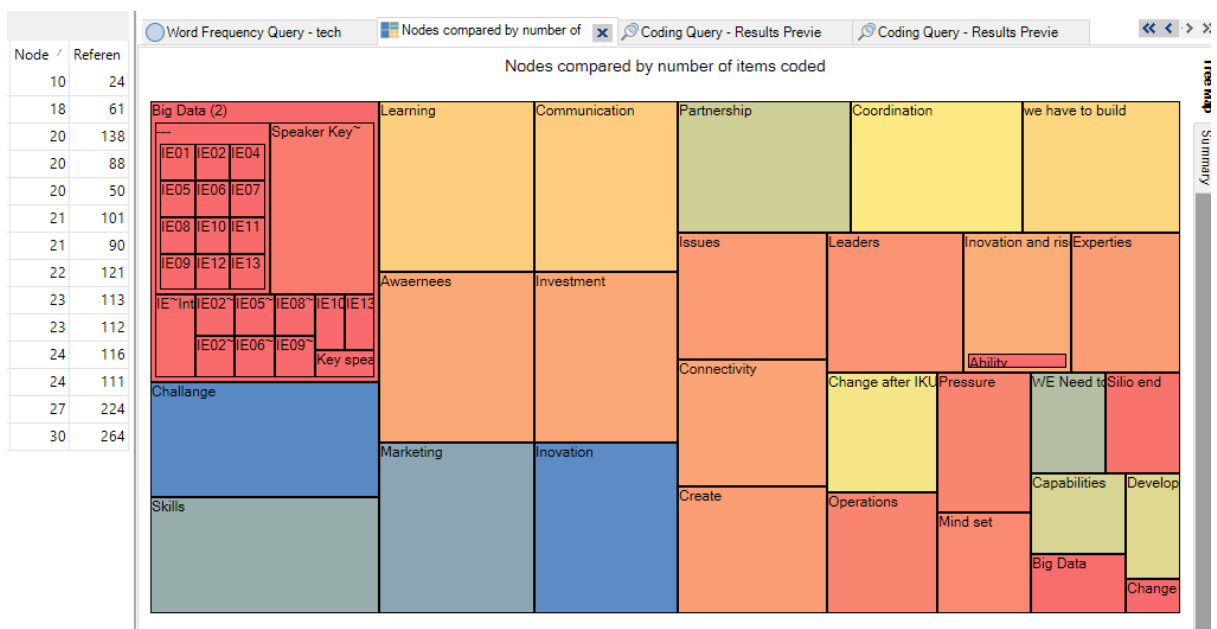 Word Frequency Query - tech
Nodes compared by number of
Coding Query - Results Previe
Coding Query - Results Previe
Node Referen
10 24
18 61
20 138
20 88
20 50
21 101
21 90
22 121
23 113
23 112
24 116
24 111
27 224
30 264
Nodes compared by number of items coded
Tree Map
Summary
Big Data (2)
---
Speaker Key~
IE01 IE02 IE04
IE05 IE06 IE07
IE08 IE10 IE11
IE09 IE12 IE13
IE~Int IE02~ IE05~ IE08~ IE10 IE13
IE02~ IE06~ IE09~
Key spea
Challange
Skills
Learning
Communication
Awaernees
Investment
Marketing
Inovation
Partnership
Coordination
we have to build
Issues
Leaders
Inovation and ris
Experties
Ability
Connectivity
Create
Change after IKU
Pressure
WE Need to
Silio end
Operations
Mind set
Capabilities
Develop
Big Data
Change